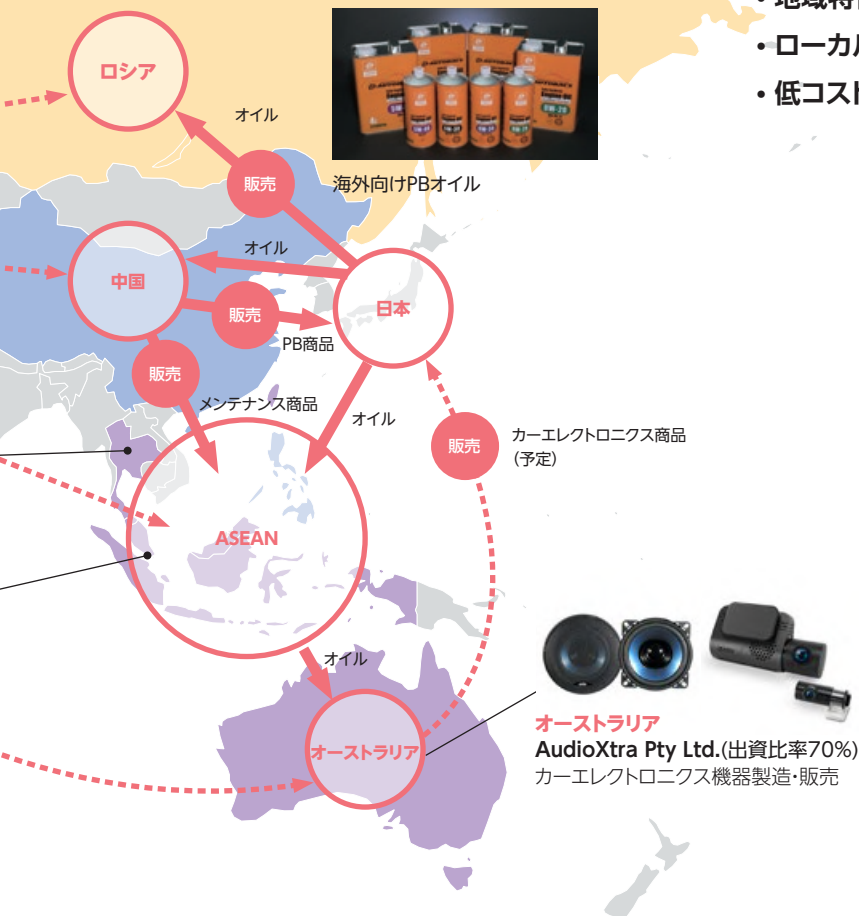 ・地域特
・ローカル
・低コスト
ロシア
オイル
販売
海外向けPBオイル
オイル
中国
販売
日本
PB商品
販売
メンテナンス商品
オイル
販売
カーエレクトロニクス商品
(予定)
ASEAN
オイル
オーストラリア
オーストラリア
AudioXtra Pty Ltd.(出資比率70%)
カーエレクトロニクス機器製造・販売